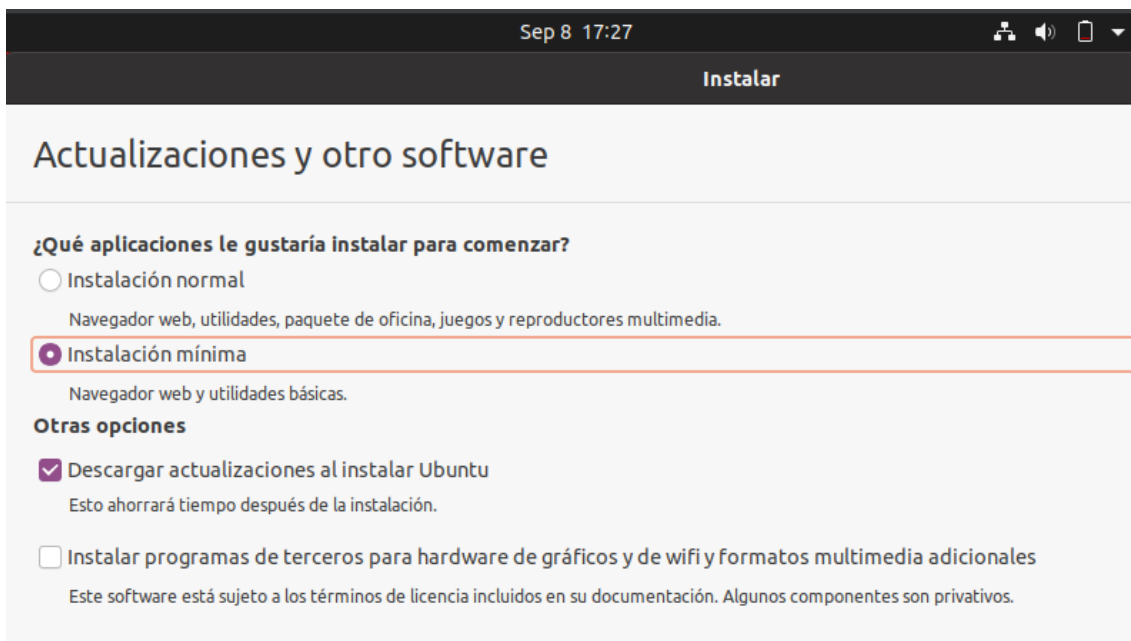 Sep 8 17:27
Instalar
Actualizaciones y otro software
¿Qué aplicaciones le gustaría instalar para comenzar?
Instalación normal
Navegador web, utilidades, paquete de oficina, juegos y reproductores multimedia.
Instalación mínima
Navegador web y utilidades básicas.
Otras opciones
Descargar actualizaciones al instalar Ubuntu
Esto ahorrará tiempo después de la instalación.
Instalar programas de terceros para hardware de gráficos y de wifi y formatos multimedia adicionales
Este software está sujeto a los términos de licencia incluidos en su documentación. Algunos componentes son privativos.